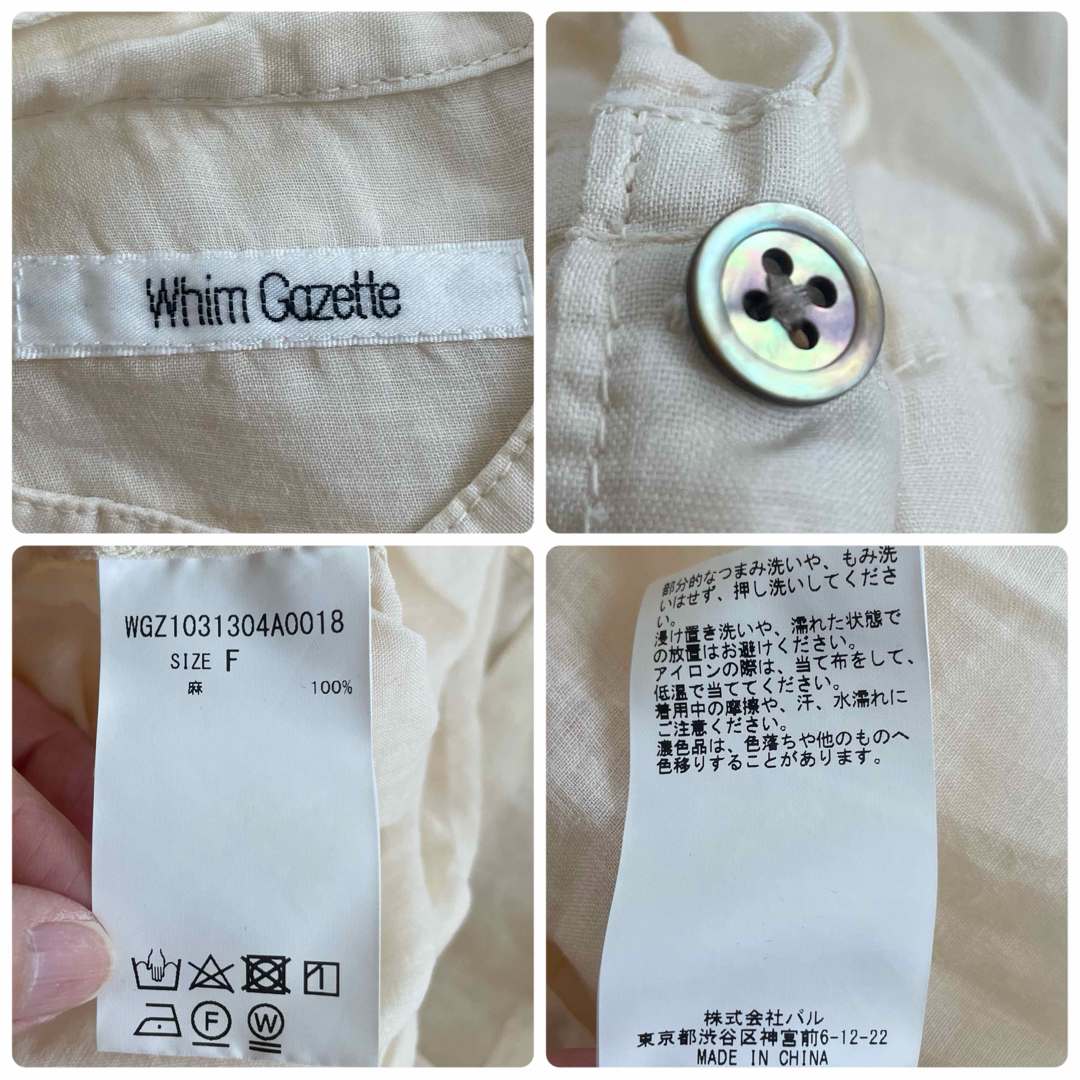 Whim Gazette
WGZ1031304A0018
SIZE F
麻 100%
F W
部分的なつまみ洗いや、もみ洗
いはせず、押し洗いしてくださ
い。
浸け置き洗いや、濡れた状態で
の放置はお避けください。
アイロンの際は、当て布をして、
低温で当ててください。
着用中の摩擦や、汗、水濡れに
ご注意ください。
濃色品は、色落ちや他のものへ
色移りすることがあります。
株式会社パル
東京都渋谷区神宮前6-12-22
MADE IN CHINA